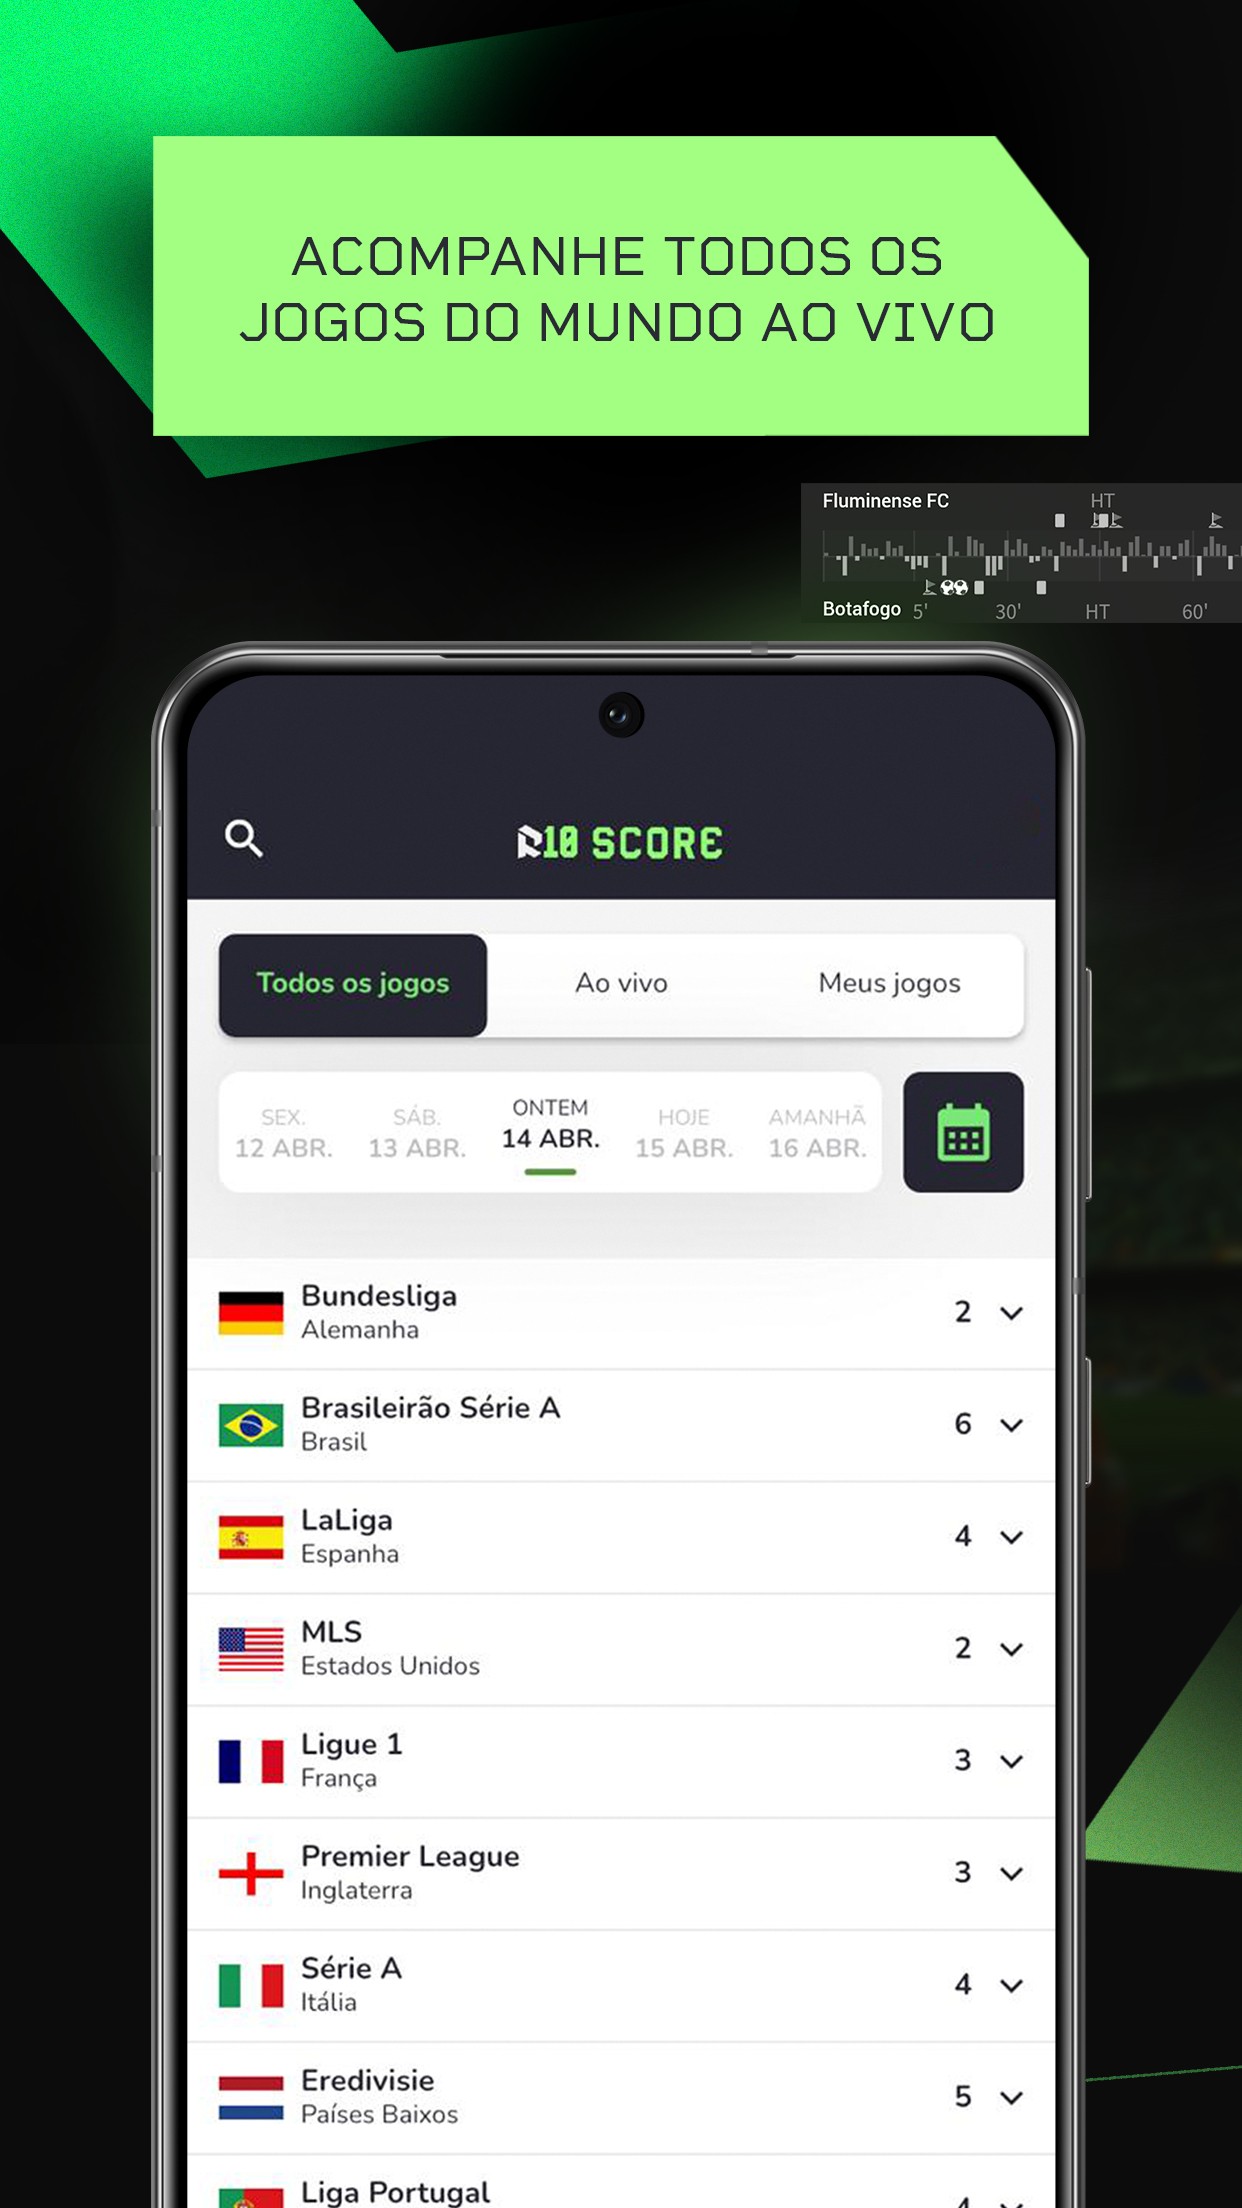 ACOMPANHE TODOS OS
JOGOS DO MUNDO AO VIVO
Fluminense FC HT
Botafogo 5' 30' HT 60'
R10 SCORE
Todos os jogos Ao vivo Meus jogos
SEX. SÁB. ONTEM HOJE AMANHÃ
12 ABR. 13 ABR. 14 ABR. 15 ABR. 16 ABR.
Bundesliga
Alemanha
2
Brasileirão Série A
Brasil
6
LaLiga
Espanha
4
MLS
Estados Unidos
2
Ligue 1
França
3
Premier League
Inglaterra
3
Série A
Itália
4
Eredivisie
Países Baixos
5
Liga Portugal
4